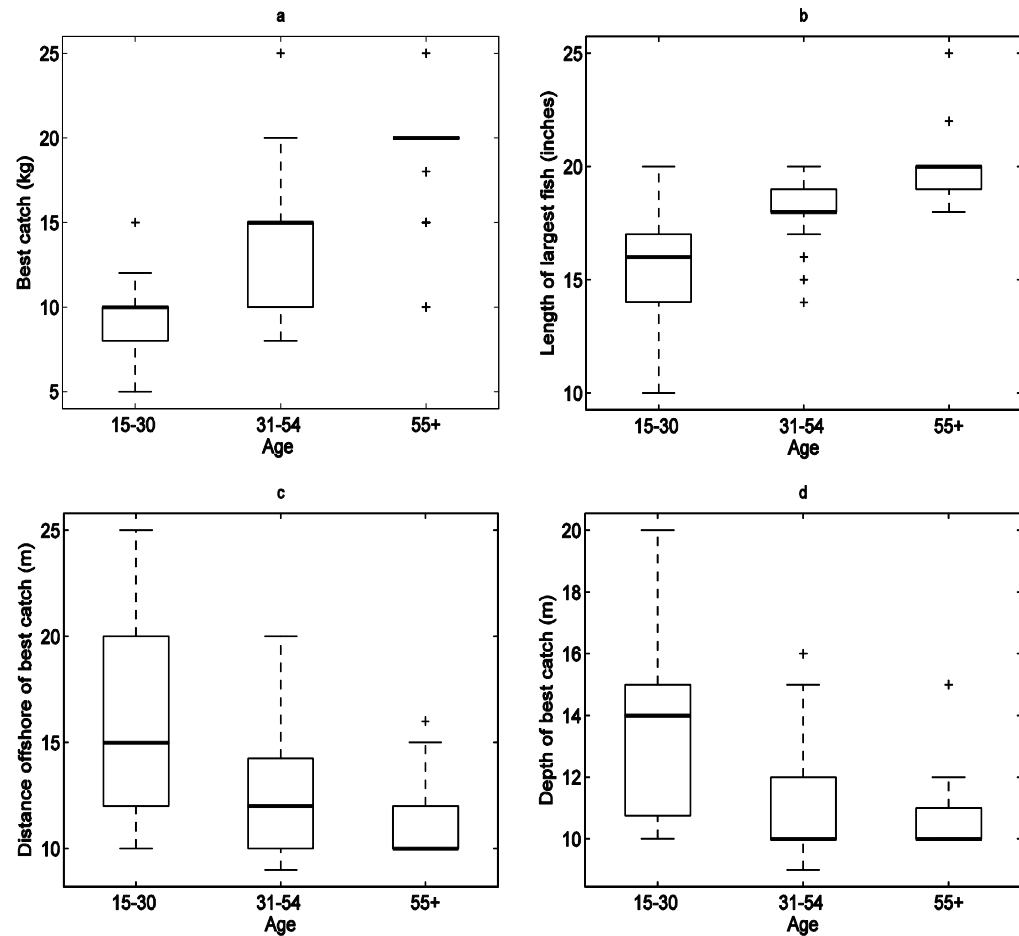 a
Best catch (kg)
25
20
15
10
5
15-30
31-54
55+
Age
b
Length of largest fish (inches)
25
20
15
10
15-30
31-54
55+
Age
c
Distance offshore of best catch (m)
25
20
15
10
15-30
31-54
55+
Age
d
Depth of best catch (m)
20
18
16
14
12
10
15-30
31-54
55+
Age